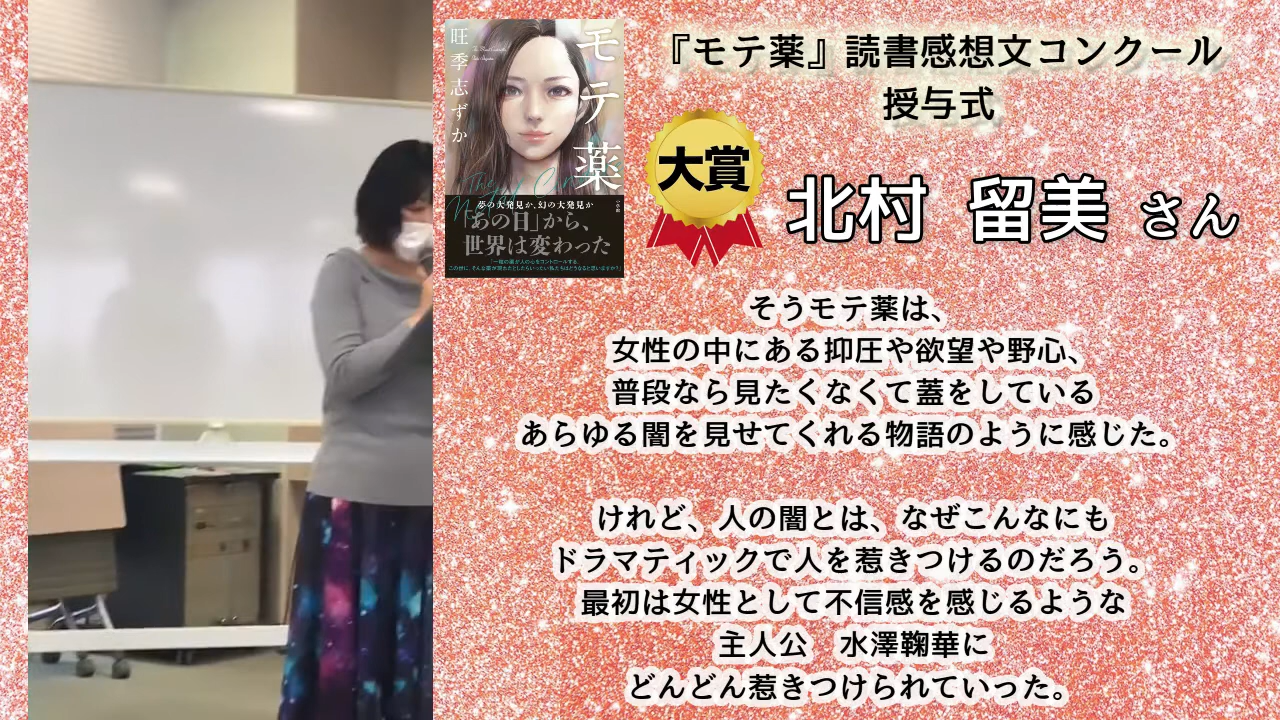 『モテ薬』読書感想文コンクール
授与式
大賞
北村 留美 さん
旺季志ずか
モテ薬
夢の大発見か、幻の大発見か
「あの日」から、
世界は変わった
そうモテ薬は、
女性の中にある抑圧や欲望や野心、
普段なら見たくなくて蓋をしている
あらゆる闇を見せてくれる物語のように感じた。
けれど、人の闇とは、なぜこんなにも
ドラマティックで人を惹きつけるのだろう。
最初は女性として不信感を感じるような
主人公　水澤鞠華に
どんどん惹きつけられていった。